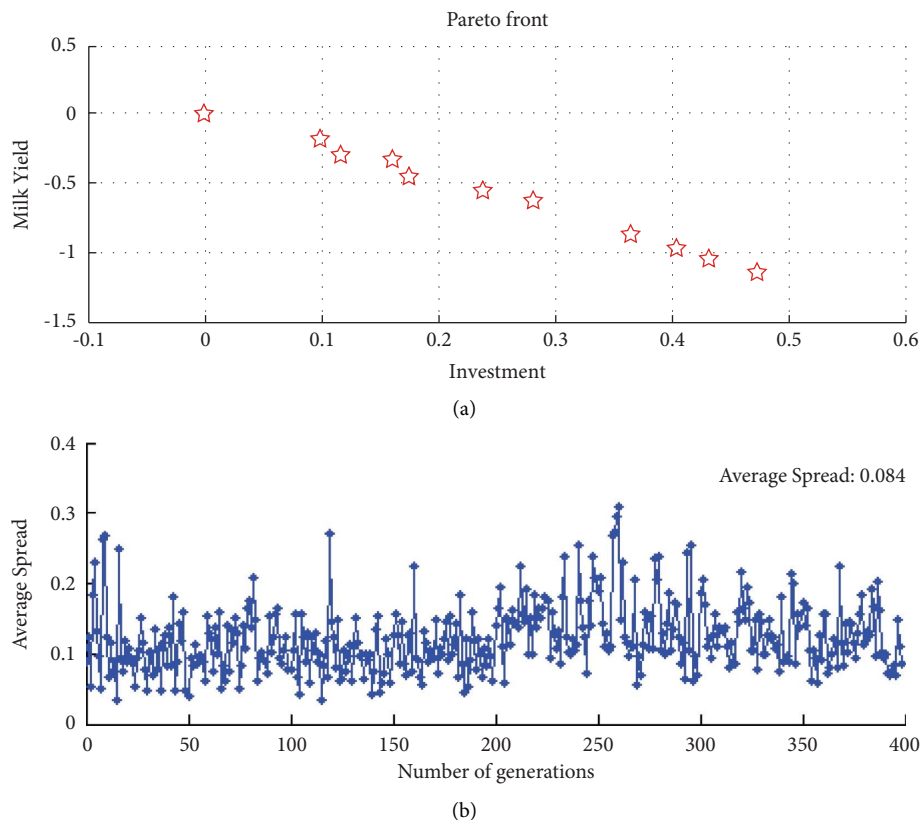 Pareto front
0.5
0
-0.5
-1
-1.5
Milk Yield
-0.1 0 0.1 0.2 0.3 0.4 0.5 0.6
Investment
(a)
0.4
0.3
0.2
0.1
0
Average Spread
Average Spread: 0.084
0 50 100 150 200 250 300 350 400
Number of generations
(b)